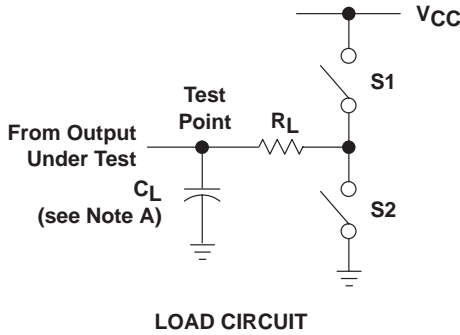 VCC
S1
Test
Point
RL
From Output
Under Test
CL
(see Note A)
S2
LOAD CIRCUIT